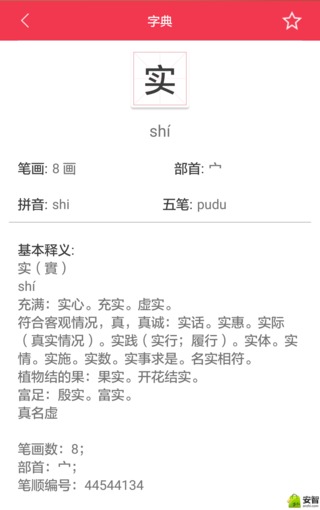 字典
实
shí
笔画: 8 画
部首: 宀
拼音: shi
五笔: pudu
基本释义:
实（實）
shí
充满：实心。充实。虚实。
符合客观情况，真，真诚：实话。实惠。实际
（真实情况）。实践（实行；履行）。实体。实
情。实施。实数。实事求是。名实相符。
植物结的果：果实。开花结实。
富足：殷实。富实。
真名虚
笔画数：8；
部首：宀；
笔顺编号：44544134
安智